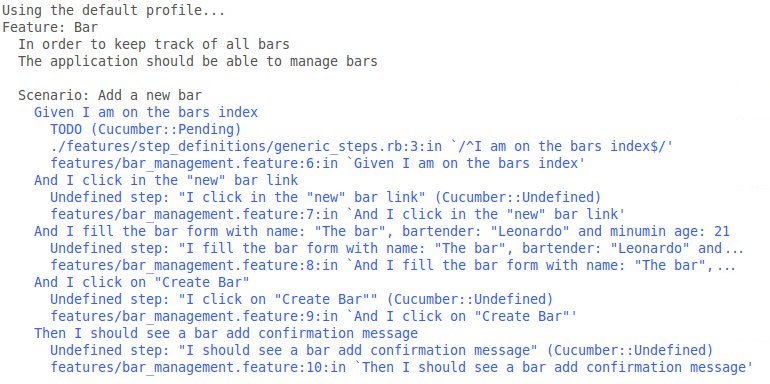 Using the default profile...
Feature: Bar
In order to keep track of all bars
The application should be able to manage bars
Scenario: Add a new bar
Given I am on the bars index
TODO (Cucumber::Pending)
./features/step_definitions/generic_steps.rb:3:in `/^I am on the bars index$/'
features/bar_management.feature:6:in `Given I am on the bars index'
And I click in the "new" bar link
Undefined step: "I click in the "new" bar link" (Cucumber::Undefined)
features/bar_management.feature:7:in `And I click in the "new" bar link'
And I fill the bar form with name: "The bar", bartender: "Leonardo" and minumin age: 21
Undefined step: "I fill the bar form with name: "The bar", bartender: "Leonardo" and...
features/bar_management.feature:8:in `And I fill the bar form with name: "The bar",...
And I click on "Create Bar"
Undefined step: "I click on "Create Bar"" (Cucumber::Undefined)
features/bar_management.feature:9:in `And I click on "Create Bar"'
Then I should see a bar add confirmation message
Undefined step: "I should see a bar add confirmation message" (Cucumber::Undefined)
features/bar_management.feature:10:in `Then I should see a bar add confirmation message'